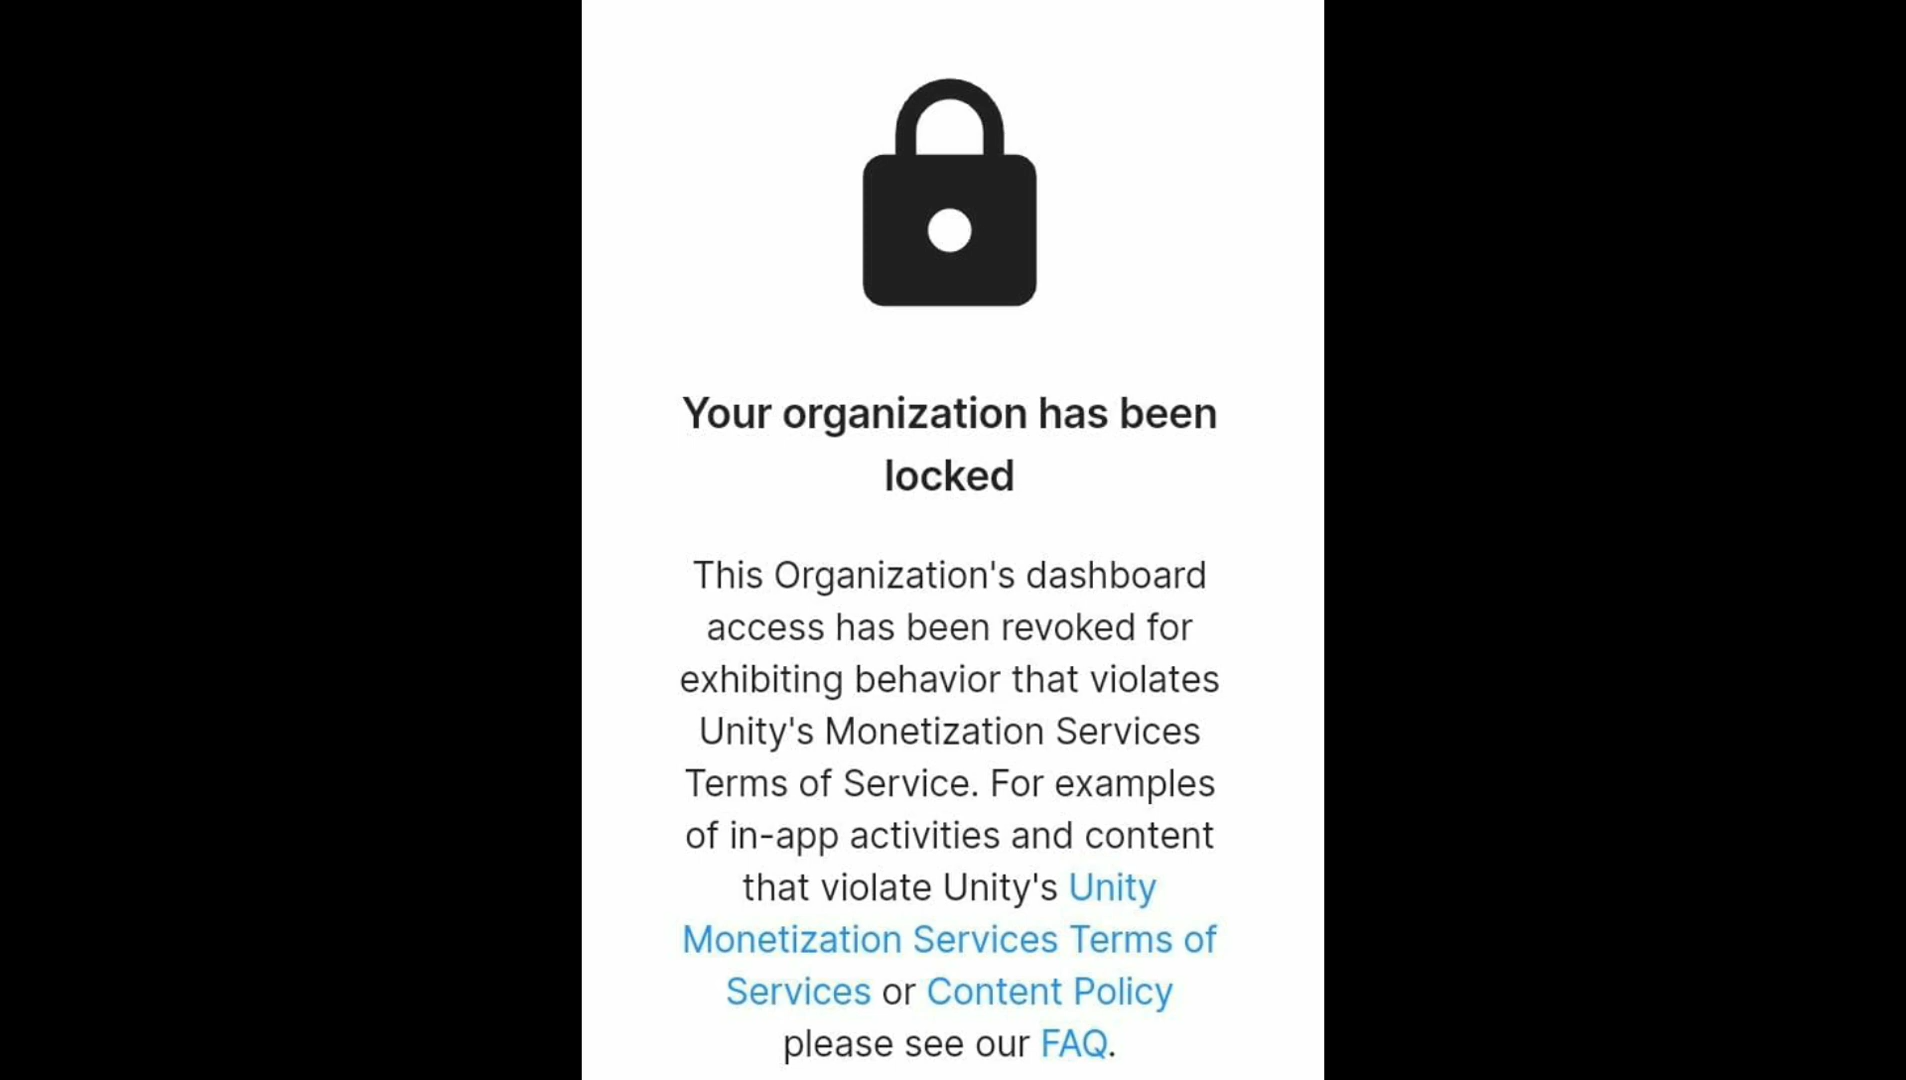 Your organization has been
locked
This Organization's dashboard
access has been revoked for
exhibiting behavior that violates
Unity's Monetization Services
Terms of Service. For examples
of in-app activities and content
that violate Unity's Unity
Monetization Services Terms of
Services or Content Policy
please see our FAQ.